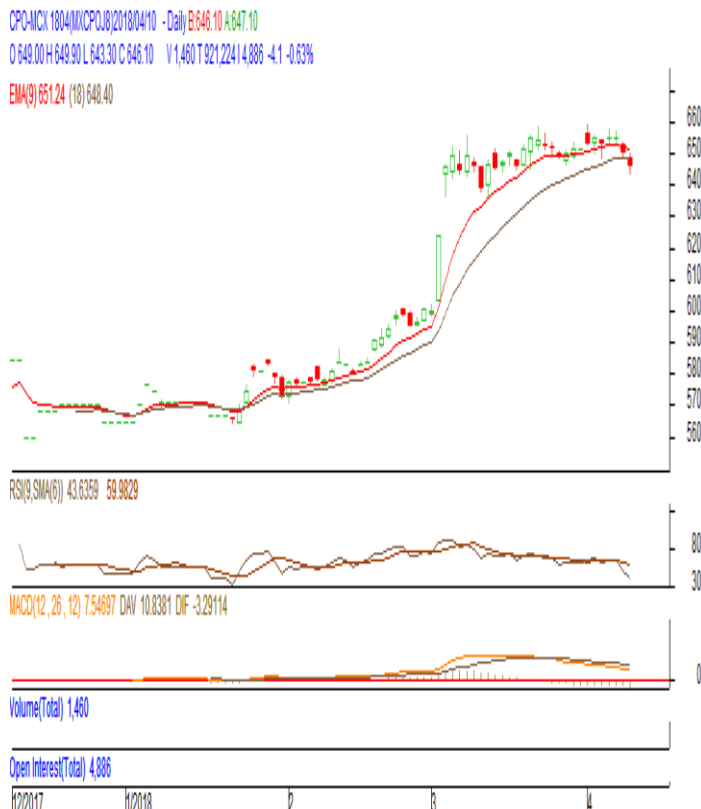 CPO-MCX 1804(MXCPOJ8)2018/04/10 - Daily B:646.10 A:647.10
O 649.00 H 649.90 L 643.30 C 646.10 V 1,460 T 921,224 I 4,886 -4.1 -0.63%
EMA(9) 651.24 (18) 648.40
660
650
640
630
620
610
600
590
580
570
560
RSI(9,SMA(6)) 43.6359 59.9829
80
30
MACD(12 , 26 , 12) 7.54697 DAV 10.8381 DIF -3.29114
0
Volume(Total) 1,460
Open Interest(Total) 4,886
12/2017 1/2018 2 3 4